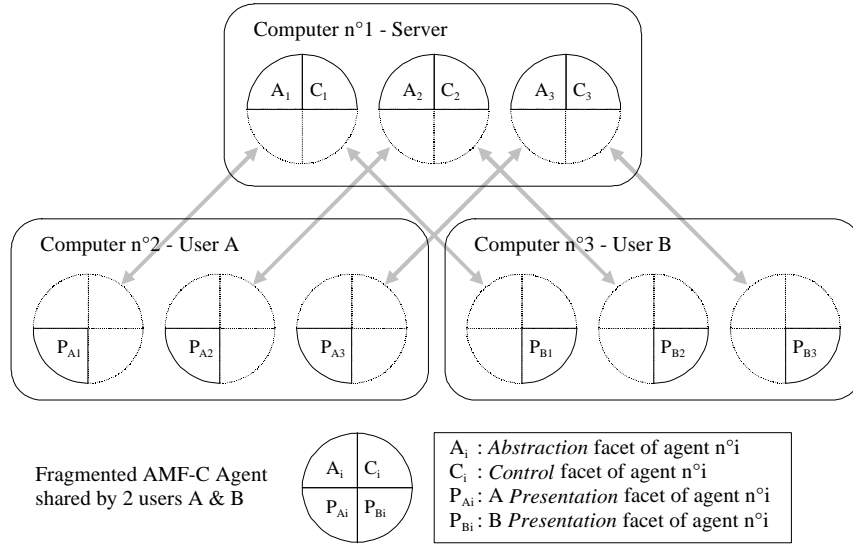 Computer n°1 - Server
A1 C1 A2 C2 A3 C3
Computer n°2 - User A
Computer n°3 - User B
PA1 PA2 PA3
PB1 PB2 PB3
Fragmented AMF-C Agent
shared by 2 users A & B
Ai Ci
PAi PBi
Ai : Abstraction facet of agent n°i
Ci : Control facet of agent n°i
PAi : A Presentation facet of agent n°i
PBi : B Presentation facet of agent n°i